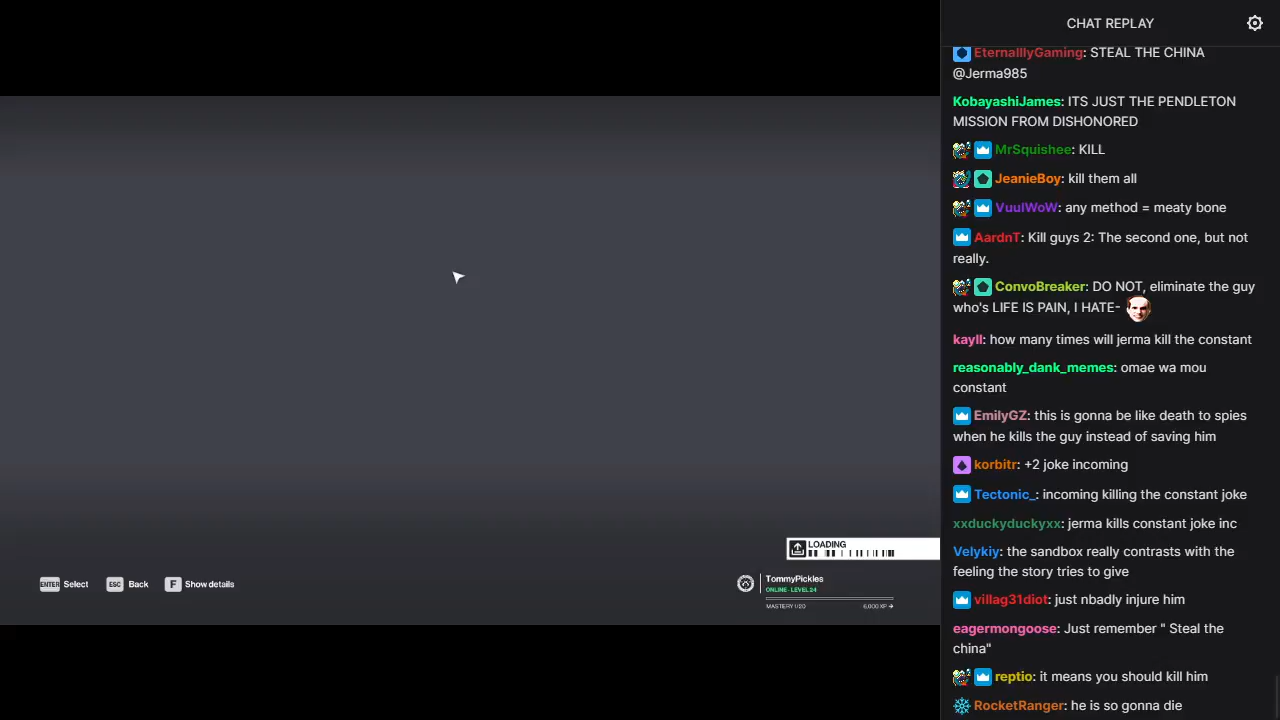 CHAT REPLAY
EternalllyGaming: STEAL THE CHINA
@Jerma985
KobayashiJames: ITS JUST THE PENDLETON
MISSION FROM DISHONORED
MrSquishee: KILL
JeanieBoy: kill them all
VuulWoW: any method = meaty bone
AardnT: Kill guys 2: The second one, but not
really.
ConvoBreaker: DO NOT, eliminate the guy
who's LIFE IS PAIN, I HATE-
kayll: how many times will jerma kill the constant
reasonably_dank_memes: omae wa mou
constant
EmilyGZ: this is gonna be like death to spies
when he kills the guy instead of saving him
korbitr: +2 joke incoming
Tectonic_: incoming killing the constant joke
xxduckyduckyxx: jerma kills constant joke inc
Velykiy: the sandbox really contrasts with the
feeling the story tries to give
villag31diot: just nbadly injure him
eagermongoose: Just remember " Steal the
china"
reptio: it means you should kill him
RocketRanger: he is so gonna die
LOADING
ENTER Select ESC Back F Show details
TommyPickles
ONLINE - LEVEL 24
MASTERY 1/20 6,000 XP